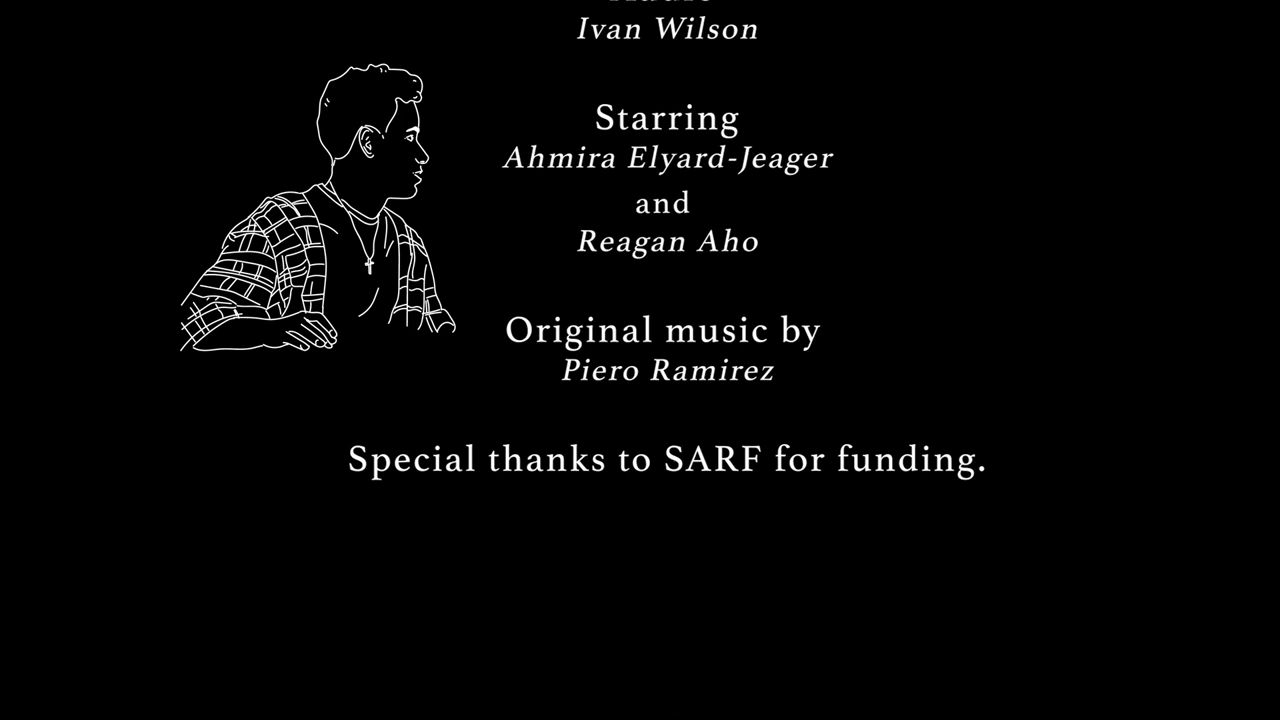 Ivan Wilson
Starring
Ahmira Elyard-Jeager
and
Reagan Aho
Original music by
Piero Ramirez
Special thanks to SARF for funding.